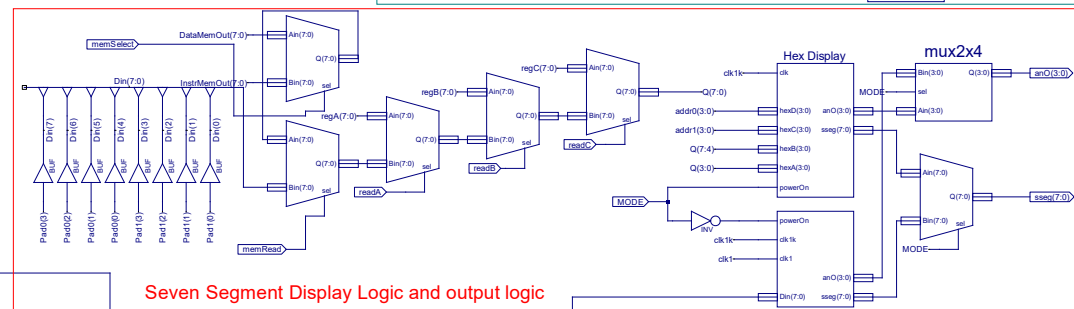 Hex Display
mux2x4
DataMemOut(7:0)
Ain(7:0)
Q(7:0)
Bin(7:0)
sel
memSelect
InstrMemOut(7:0)
Din(7:0)
regC(7:0)
Ain(7:0)
Q(7:0)
Bin(7:0)
sel
readC
Q(7:0)
regB(7:0)
Ain(7:0)
Q(7:0)
Bin(7:0)
sel
readB
regA(7:0)
Ain(7:0)
Q(7:0)
Bin(7:0)
sel
readA
Ain(7:0)
Q(7:0)
Bin(7:0)
sel
memRead
Din(7)
Din(6)
Din(5)
Din(4)
Din(3)
Din(2)
Din(1)
Din(0)
BUF
BUF
BUF
BUF
BUF
BUF
BUF
BUF
Pad0(3)
Pad0(2)
Pad0(1)
Pad0(0)
Pad1(3)
Pad1(2)
Pad1(1)
Pad1(0)
clk1k
clk
addr0(3:0)
hexD(3:0)
anO(3:0)
addr1(3:0)
hexC(3:0)
sseg(7:0)
Q(7:4)
hexB(3:0)
Q(3:0)
hexA(3:0)
powerOn
MODE
INV
powerOn
clk1k
clk1k
clk1
clk1
anO(3:0)
Din(7:0)
sseg(7:0)
Bin(3:0)
Q(3:0)
MODE
sel
Ain(3:0)
anO(3:0)
Ain(7:0)
Q(7:0)
Bin(7:0)
sel
MODE
sseg(7:0)
Seven Segment Display Logic and output logic